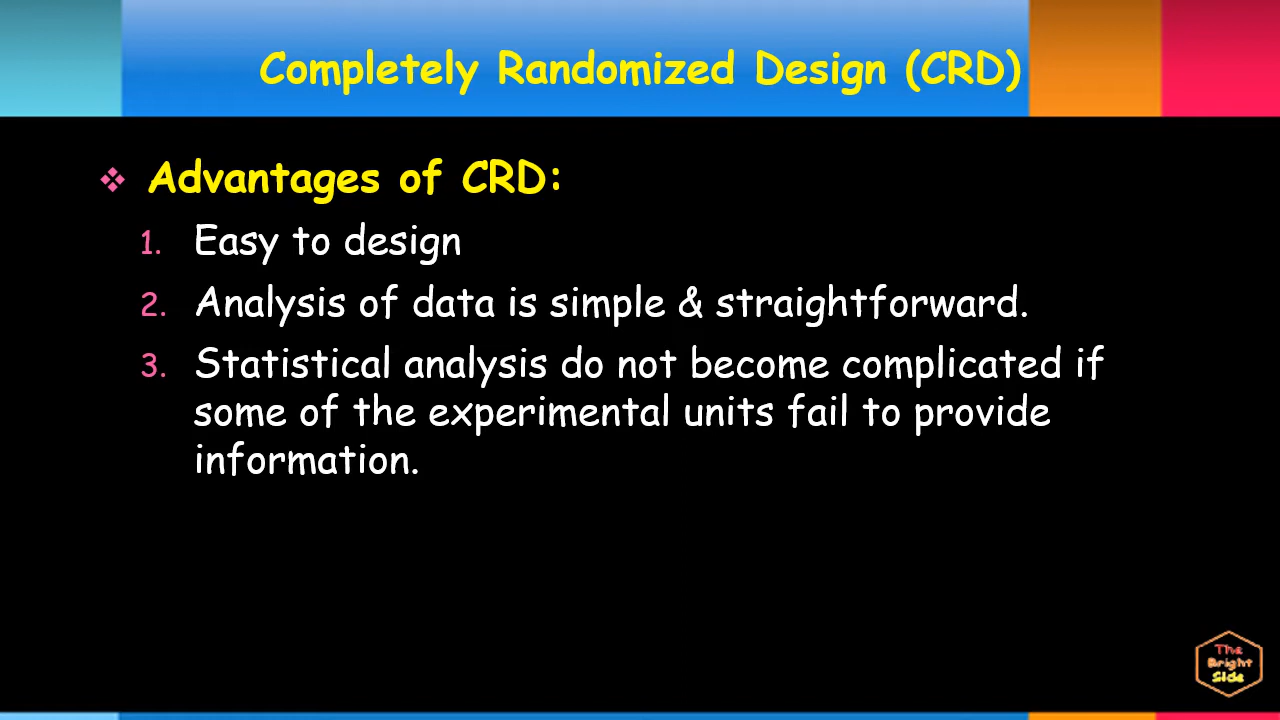 Completely Randomized Design (CRD)
❖ Advantages of CRD:
1. Easy to design
2. Analysis of data is simple & straightforward.
3. Statistical analysis do not become complicated if
some of the experimental units fail to provide
information.
The
Bright
Side